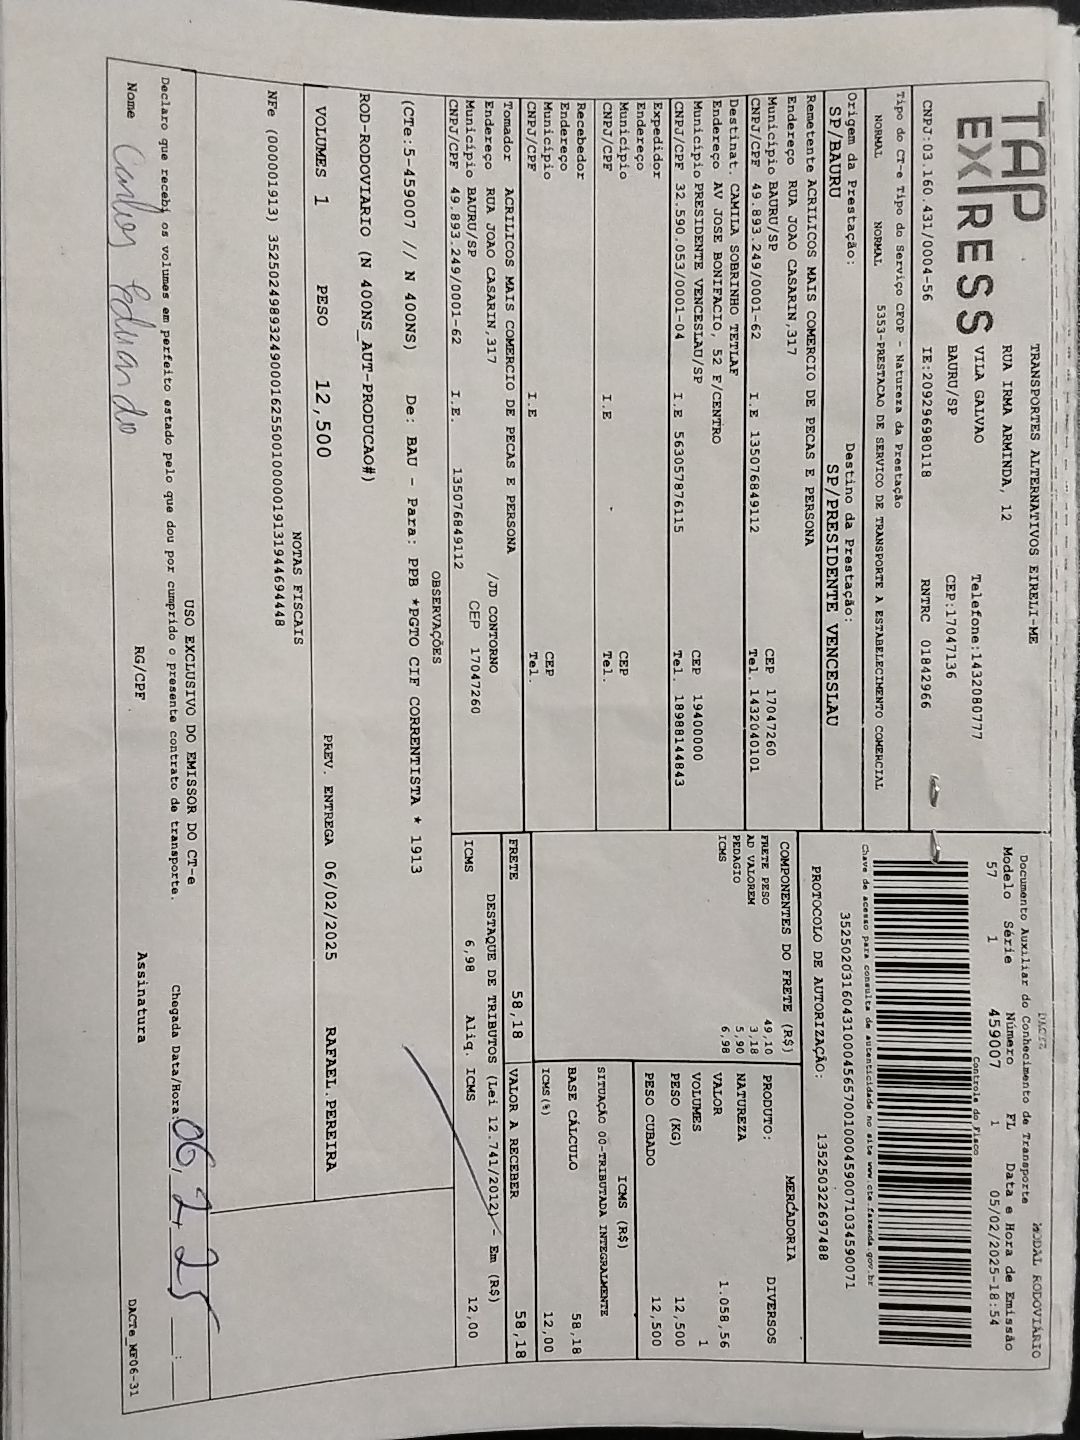 TAP
EXPRESS
TRANSPORTES ALTERNATIVOS EIRELI-ME
RUA IRMA ARMINDA, 12
VILA GALVAO Telefone:1432080777
BAURU/SP CEP:17047136
CNPJ:03.160.431/0004-56 IE:209296980118 RNTRC 01842966
Tipo do CT-e Tipo do Serviço CFOP - Natureza da Prestação
NORMAL NORMAL 5353-PRESTACAO DE SERVICO DE TRANSPORTE A ESTABELECIMENTO COMERCIAL
Origem da Prestação: Destino da Prestação:
SP/BAURU SP/PRESIDENTE VENCESLAU
Remetente ACRILICOS MAIS COMERCIO DE PECAS E PERSONA
Endereço RUA JOAO CASARIN,317
Município BAURU/SP CEP 17047260
CNPJ/CPF 49.893.249/0001-62 I.E 135076849112 Tel. 1432040101
Destinat. CAMILA SOBRINHO TETLAF
Endereço AV JOSE BONIFACIO, 52 F/CENTRO
Município PRESIDENTE VENCESLAU/SP CEP 19400000
CNPJ/CPF 32.590.053/0001-04 I.E 563057876115 Tel. 18988144843
Expedidor
Endereço
Município CEP
CNPJ/CPF I.E Tel.
Recebedor
Endereço
Município CEP
CNPJ/CPF I.E Tel.
Tomador ACRILICOS MAIS COMERCIO DE PECAS E PERSONA
Endereço RUA JOAO CASARIN,317 /JD CONTORNO
Município BAURU/SP CEP 17047260
CNPJ/CPF 49.893.249/0001-62 I.E. 135076849112
DACTE MODAL RODOVIÁRIO
Documento Auxiliar do Conhecimento de Transporte
Modelo Série Número FL Data e Hora de Emissão
57 1 459007 1 05/02/2025-18:54
Controle do Fisco
Chave de acesso para consulta de autenticidade no site www.cte.fazenda.gov.br
35250203160431000456570010004590071034590071
PROTOCOLO DE AUTORIZAÇÃO: 135250322697488
COMPONENTES DO FRETE (R$)
FRETE PESO 49,10
AD VALOREM 3,18
PEDAGIO 5,90
ICMS 6,98
MERCADORIA
PRODUTO: DIVERSOS
NATUREZA
VALOR 1.058,56
VOLUMES 1
PESO (KG) 12,500
PESO CUBADO 12,500
ICMS (R$)
SITUAÇÃO 00-TRIBUTADA INTEGRALMENTE
BASE CÁLCULO 58,18
ICMS(%) 12,00
FRETE 58,18 VALOR A RECEBER 58,18
DESTAQUE DE TRIBUTOS (Lei 12.741/2012) - Em (R$)
ICMS 6,98 Aliq. ICMS 12,00
OBSERVAÇÕES
(CTe:5-459007 // N 400NS) De: BAU - Para: PPB *PGTO CIF CORRENTISTA * 1913
ROD-RODOVIARIO (N 400NS_AUT-PRODUCAO#)
VOLUMES 1 PESO 12,500 PREV. ENTREGA 06/02/2025 RAFAEL.PEREIRA
NOTAS FISCAIS
NFe (000001913) 35250249893249000162550010000019131944694448
USO EXCLUSIVO DO EMISSOR DO CT-e
Declaro que recebi os volumes em perfeito estado pelo que dou por cumprido o presente contrato de transporte. Chegada Data/Hora: 06/2/25 :
Nome Carlos Eduardo RG/CPF Assinatura
DACTe_MF06-31